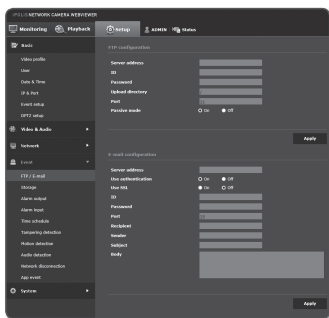 IPOLIS NETWORK CAMERA WEBVIEWER
Monitoring Playback Setup ADMIN Status
Basic
Video profile
User
Date & Time
IP & Port
Event setup
DPTZ setup
Video & Audio
Network
Event
FTP / E-mail
Storage
Alarm output
Alarm input
Time schedule
Tampering detection
Motion detection
Audio detection
Network disconnection
App event
System
FTP configuration
Server address
ID
Password
Upload directory
Port
Passive mode On Off
Apply
E-mail configuration
Server address
Use authentication On Off
Use SSL On Off
ID
Password
Port
Recipient
Sender
Subject
Body
Apply